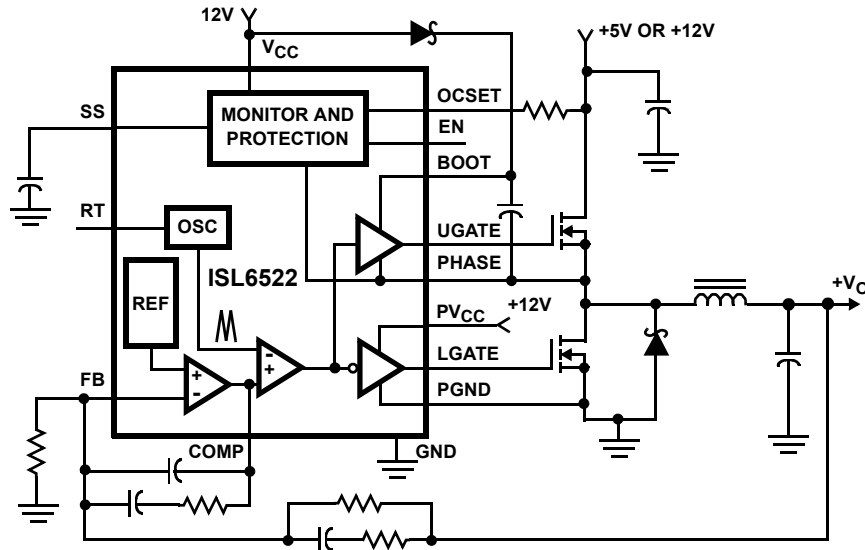 12V
VCC
+5V OR +12V
SS
MONITOR AND
PROTECTION
OCSET
EN
BOOT
RT
OSC
UGATE
ISL6522
PHASE
REF
+VO
PVCC
+12V
+
-
-
+
LGATE
FB
PGND
COMP
GND